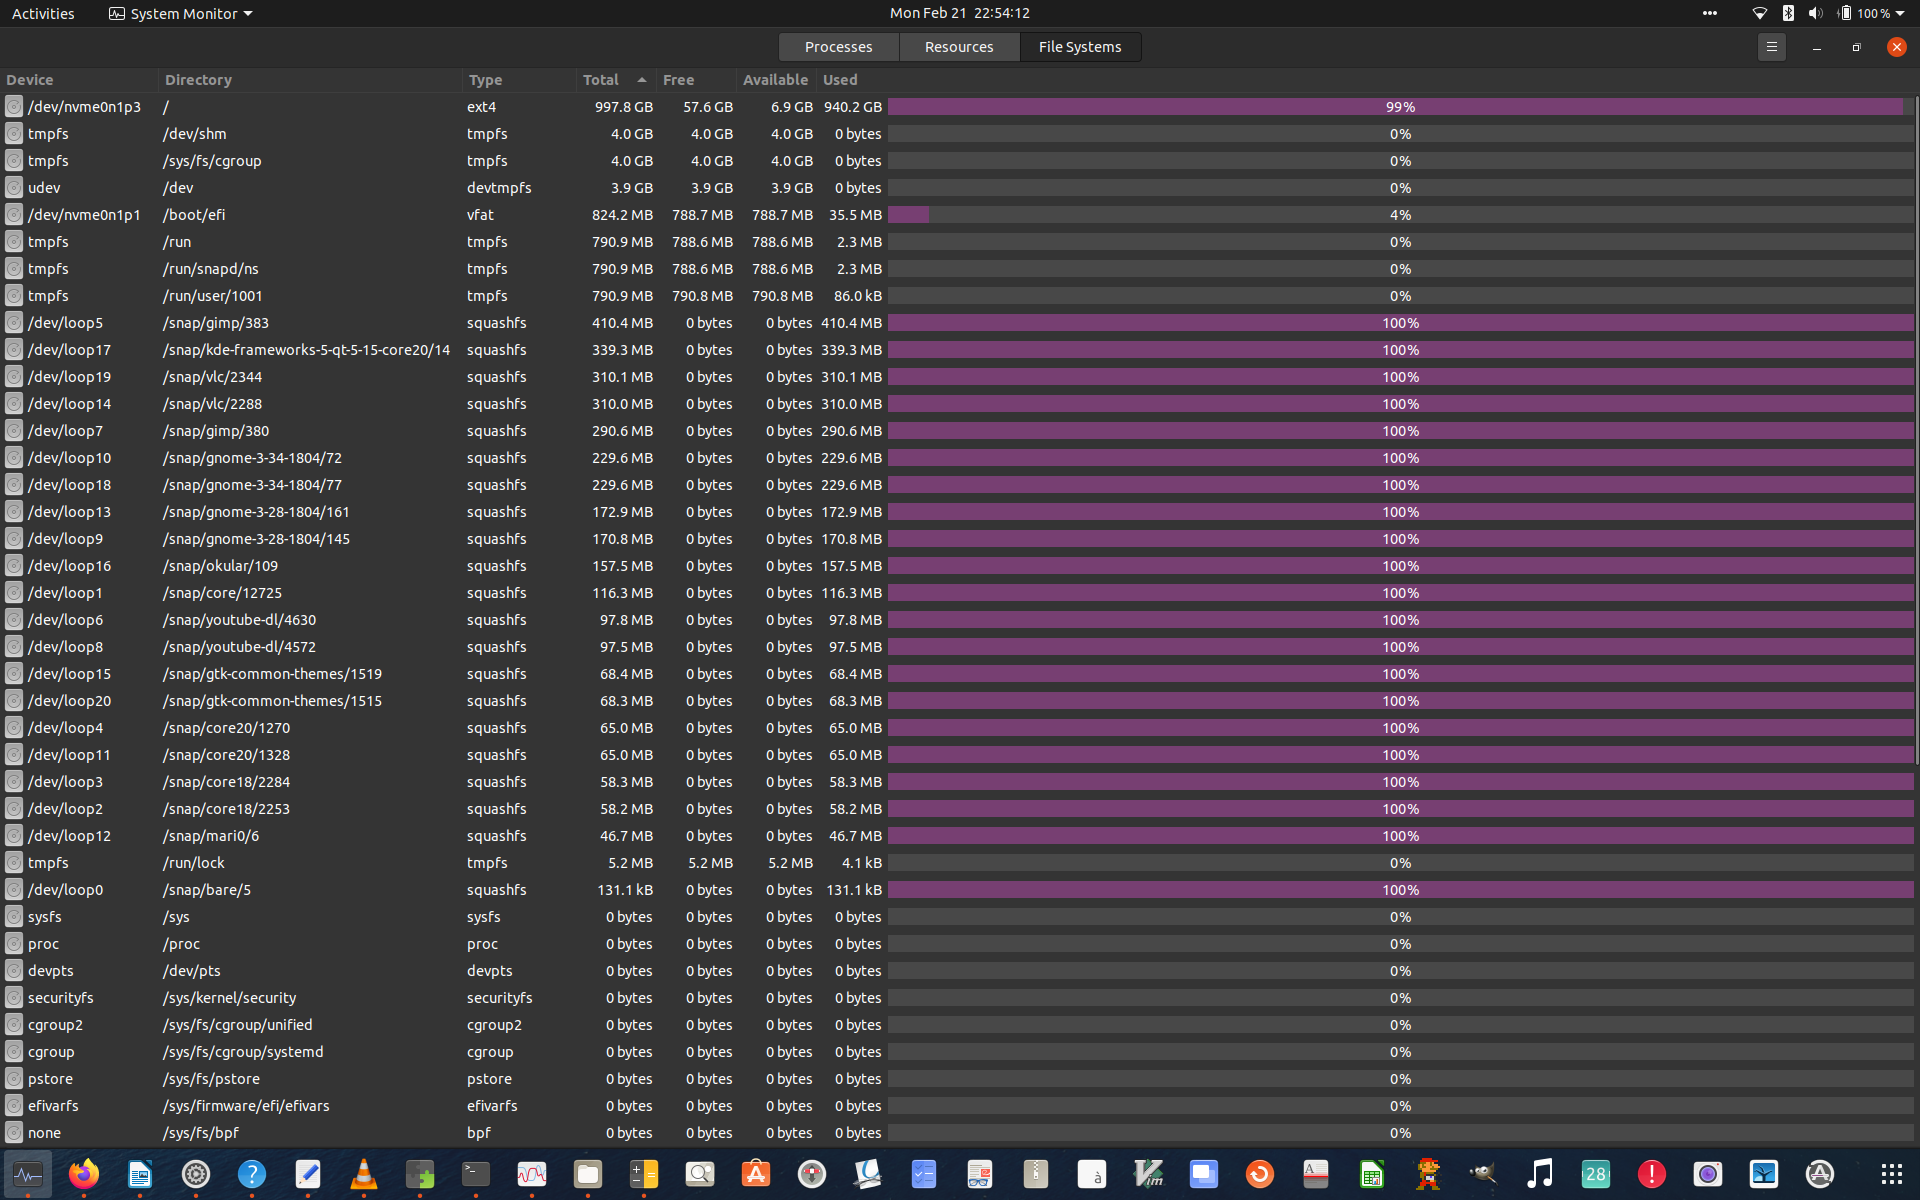 Activities System Monitor Mon Feb 21 22:54:12 100 %
Processes Resources File Systems
Device Directory Type Total Free Available Used
/dev/nvme0n1p3 / ext4 997.8 GB 57.6 GB 6.9 GB 940.2 GB 99%
tmpfs /dev/shm tmpfs 4.0 GB 4.0 GB 4.0 GB 0 bytes 0%
tmpfs /sys/fs/cgroup tmpfs 4.0 GB 4.0 GB 4.0 GB 0 bytes 0%
udev /dev devtmpfs 3.9 GB 3.9 GB 3.9 GB 0 bytes 0%
/dev/nvme0n1p1 /boot/efi vfat 824.2 MB 788.7 MB 788.7 MB 35.5 MB 4%
tmpfs /run tmpfs 790.9 MB 788.6 MB 788.6 MB 2.3 MB 0%
tmpfs /run/snapd/ns tmpfs 790.9 MB 788.6 MB 788.6 MB 2.3 MB 0%
tmpfs /run/user/1001 tmpfs 790.9 MB 790.8 MB 790.8 MB 86.0 kB 0%
/dev/loop5 /snap/gimp/383 squashfs 410.4 MB 0 bytes 0 bytes 410.4 MB 100%
/dev/loop17 /snap/kde-frameworks-5-qt-5-15-core20/14 squashfs 339.3 MB 0 bytes 0 bytes 339.3 MB 100%
/dev/loop19 /snap/vlc/2344 squashfs 310.1 MB 0 bytes 0 bytes 310.1 MB 100%
/dev/loop14 /snap/vlc/2288 squashfs 310.0 MB 0 bytes 0 bytes 310.0 MB 100%
/dev/loop7 /snap/gimp/380 squashfs 290.6 MB 0 bytes 0 bytes 290.6 MB 100%
/dev/loop10 /snap/gnome-3-34-1804/72 squashfs 229.6 MB 0 bytes 0 bytes 229.6 MB 100%
/dev/loop18 /snap/gnome-3-34-1804/77 squashfs 229.6 MB 0 bytes 0 bytes 229.6 MB 100%
/dev/loop13 /snap/gnome-3-28-1804/161 squashfs 172.9 MB 0 bytes 0 bytes 172.9 MB 100%
/dev/loop9 /snap/gnome-3-28-1804/145 squashfs 170.8 MB 0 bytes 0 bytes 170.8 MB 100%
/dev/loop16 /snap/okular/109 squashfs 157.5 MB 0 bytes 0 bytes 157.5 MB 100%
/dev/loop1 /snap/core/12725 squashfs 116.3 MB 0 bytes 0 bytes 116.3 MB 100%
/dev/loop6 /snap/youtube-dl/4630 squashfs 97.8 MB 0 bytes 0 bytes 97.8 MB 100%
/dev/loop8 /snap/youtube-dl/4572 squashfs 97.5 MB 0 bytes 0 bytes 97.5 MB 100%
/dev/loop15 /snap/gtk-common-themes/1519 squashfs 68.4 MB 0 bytes 0 bytes 68.4 MB 100%
/dev/loop20 /snap/gtk-common-themes/1515 squashfs 68.3 MB 0 bytes 0 bytes 68.3 MB 100%
/dev/loop4 /snap/core20/1270 squashfs 65.0 MB 0 bytes 0 bytes 65.0 MB 100%
/dev/loop11 /snap/core20/1328 squashfs 65.0 MB 0 bytes 0 bytes 65.0 MB 100%
/dev/loop3 /snap/core18/2284 squashfs 58.3 MB 0 bytes 0 bytes 58.3 MB 100%
/dev/loop2 /snap/core18/2253 squashfs 58.2 MB 0 bytes 0 bytes 58.2 MB 100%
/dev/loop12 /snap/mari0/6 squashfs 46.7 MB 0 bytes 0 bytes 46.7 MB 100%
tmpfs /run/lock tmpfs 5.2 MB 5.2 MB 5.2 MB 4.1 kB 0%
/dev/loop0 /snap/bare/5 squashfs 131.1 kB 0 bytes 0 bytes 131.1 kB 100%
sysfs /sys sysfs 0 bytes 0 bytes 0 bytes 0 bytes 0%
proc /proc proc 0 bytes 0 bytes 0 bytes 0 bytes 0%
devpts /dev/pts devpts 0 bytes 0 bytes 0 bytes 0 bytes 0%
securityfs /sys/kernel/security securityfs 0 bytes 0 bytes 0 bytes 0 bytes 0%
cgroup2 /sys/fs/cgroup/unified cgroup2 0 bytes 0 bytes 0 bytes 0 bytes 0%
cgroup /sys/fs/cgroup/systemd cgroup 0 bytes 0 bytes 0 bytes 0 bytes 0%
pstore /sys/fs/pstore pstore 0 bytes 0 bytes 0 bytes 0 bytes 0%
efivarfs /sys/firmware/efi/efivars efivarfs 0 bytes 0 bytes 0 bytes 0 bytes 0%
none /sys/fs/bpf bpf 0 bytes 0 bytes 0 bytes 0 bytes 0%
? à Vim A 28 !